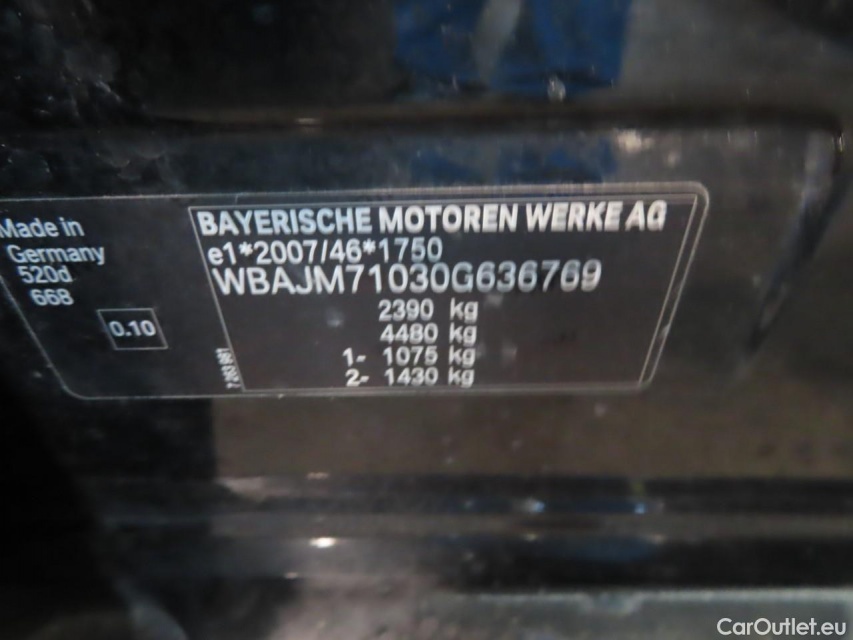 Made in
Germany
520d
668
0.10
BAYERISCHE MOTOREN WERKE AG
e1*2007/46*1750
WBAJM71030G636769
2390 kg
4480 kg
1- 1075 kg
2- 1430 kg
CarOutlet.eu